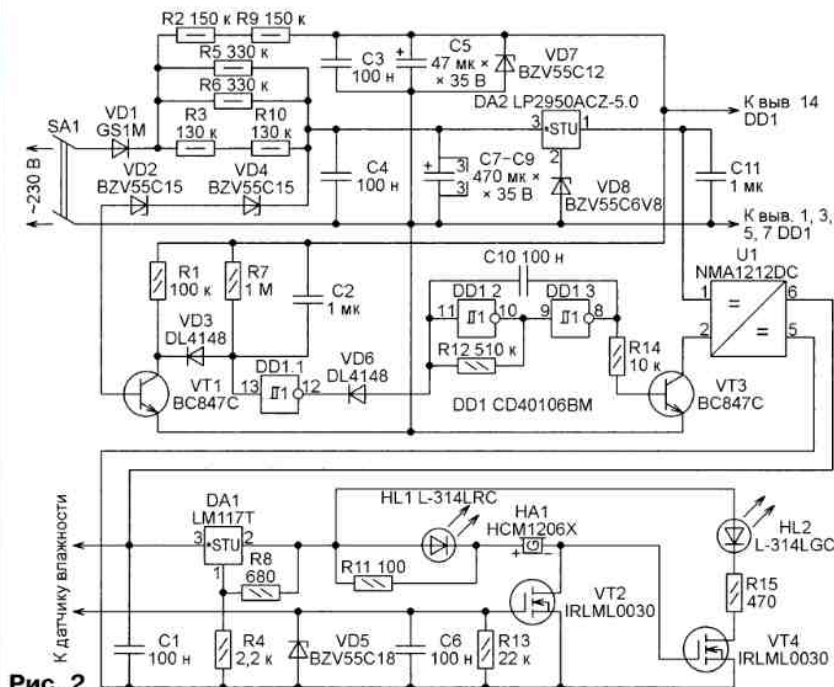 R2 150 к R9 150 к
R5 330 к
R6 330 к
R3 R10
130 к 130 к
SA1
VD1
GS1M
~230 В
VD2
BZV55C15
VD4
BZV55C15
C3
100 н
+ C5
47 мк ×
× 35 В
VD7
BZV55C12
DA2 LP2950ACZ-5.0
3 •STU 1
2
К выв. 14
DD1
C4
100 н
+ 3
3
C7–C9
470 мк ×
× 35 В
VD8
BZV55C6V8
C11
1 мк
К выв. 1, 3,
5, 7 DD1
R1
100 к
R7
1 М
C2
1 мк
VD3
DL4148
VT1
BC847C
DD1.1
13 12
VD6
DL4148
C10 100 н
DD1.2
11 10
DD1.3
9 8
R12 510 к
DD1 CD40106BM
R14
10 к
VT3
BC847C
U1
NMA1212DC
1 = 6
2 = 5
К датчику влажности
DA1
LM117T
3 •STU 2
1
R8
680
HL1 L-314LRC
R11 100
HA1
HCM1206X
+ G −
HL2
L-314LGC
R15
470
C1
100 н
R4
2,2 к
VD5
BZV55C18
C6
100 н
R13
22 к
VT2
IRLML0030
VT4
IRLML0030
Рис. 2